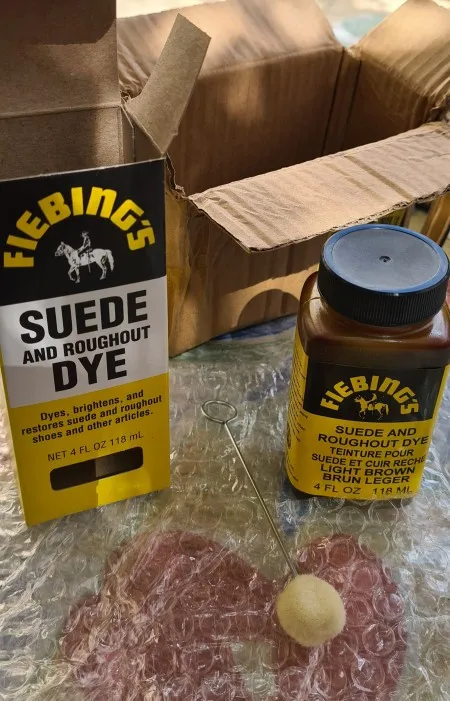 FIEBING'S
SUEDE
AND ROUGHOUT
DYE
Dyes, brightens, and
restores suede and roughout
shoes and other articles.
NET 4 FL OZ 118 mL
FIEBING'S
SUEDE AND
ROUGHOUT DYE
TEINTURE POUR
SUEDE ET CUIR RECHE
LIGHT BROWN
BRUN LEGER
4 FL OZ 118 ML